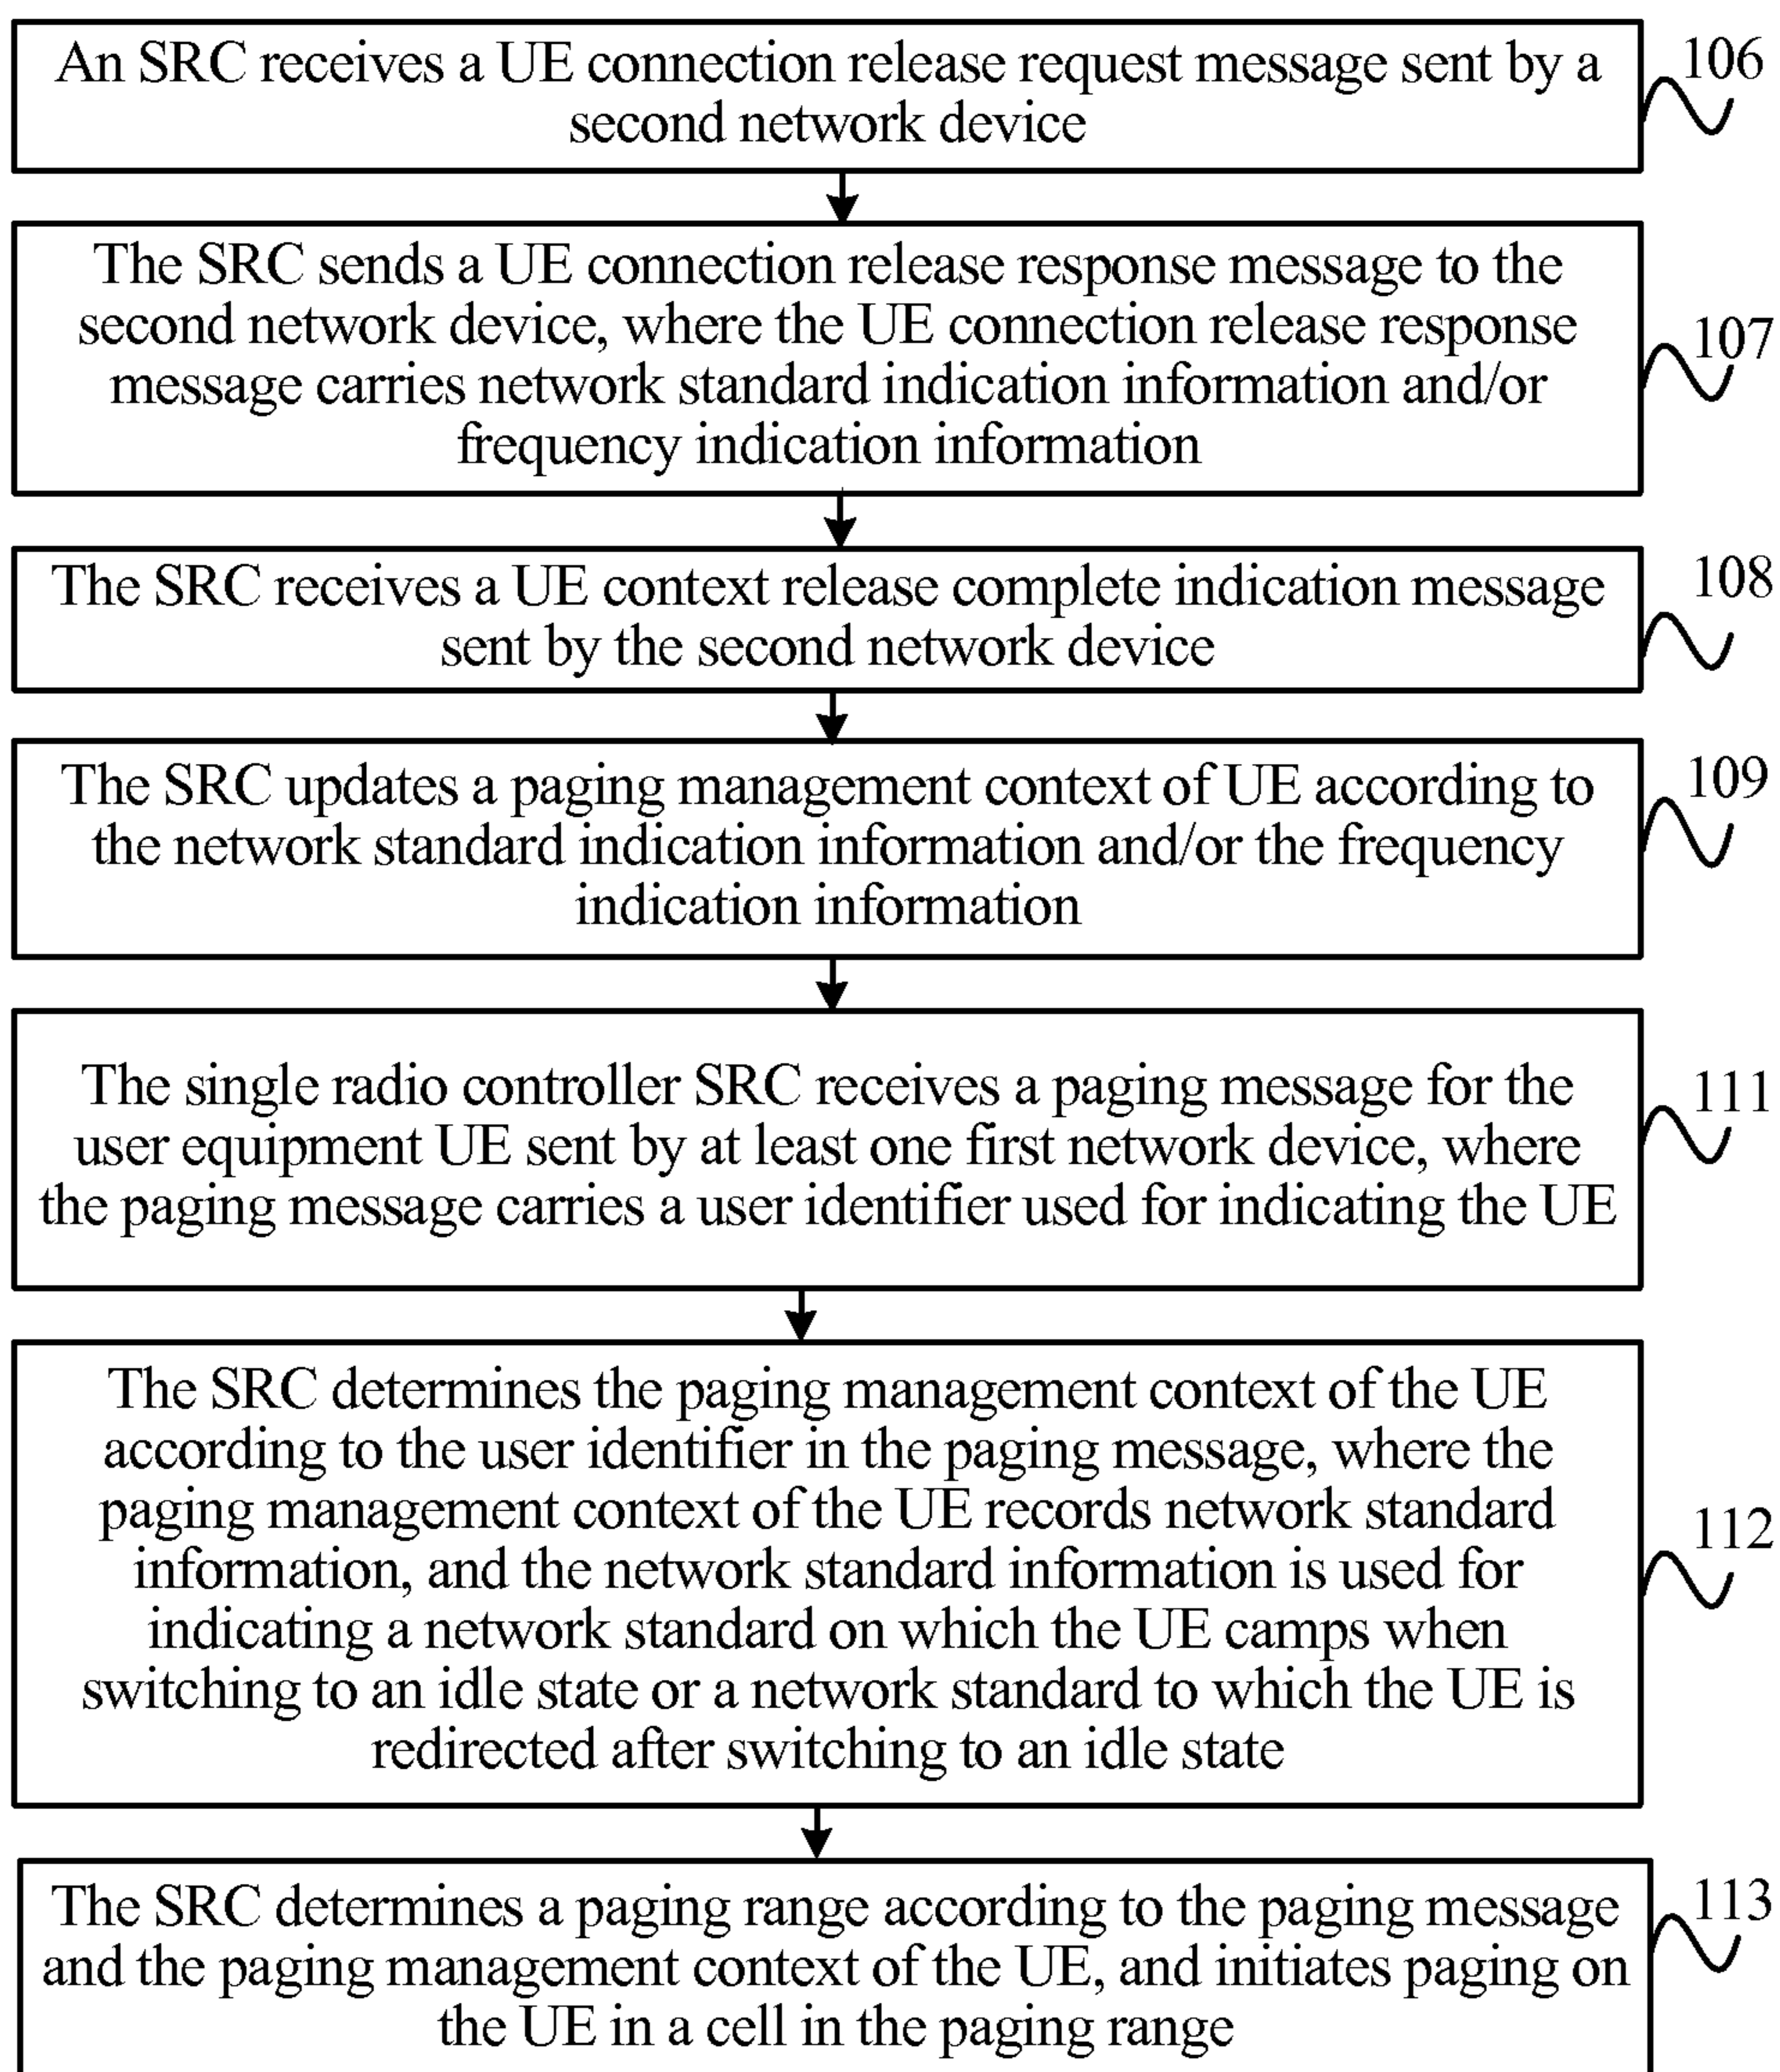 An SRC receives a UE connection release request message sent by a
second network device
106
The SRC sends a UE connection release response message to the
second network device, where the UE connection release response
message carries network standard indication information and/or
frequency indication information
107
The SRC receives a UE context release complete indication message
sent by the second network device
108
The SRC updates a paging management context of UE according to
the network standard indication information and/or the frequency
indication information
109
The single radio controller SRC receives a paging message for the
user equipment UE sent by at least one first network device, where
the paging message carries a user identifier used for indicating the UE
111
The SRC determines the paging management context of the UE
according to the user identifier in the paging message, where the
paging management context of the UE records network standard
information, and the network standard information is used for
indicating a network standard on which the UE camps when
switching to an idle state or a network standard to which the UE is
redirected after switching to an idle state
112
The SRC determines a paging range according to the paging message
and the paging management context of the UE, and initiates paging on
the UE in a cell in the paging range
113